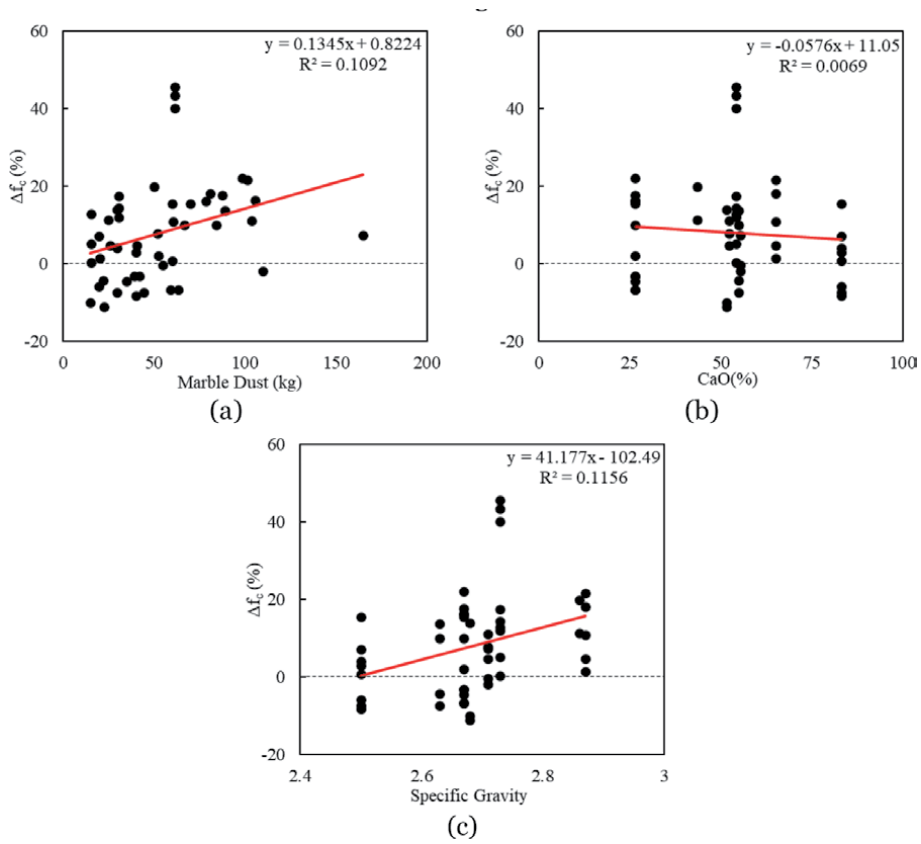 60
40
20
0
-20
Δf_c (%)
y = 0.1345x + 0.8224
R² = 0.1092
0
50
100
150
200
Marble Dust (kg)
(a)
60
40
20
0
-20
Δf_c (%)
y = -0.0576x + 11.05
R² = 0.0069
0
25
50
75
100
CaO(%)
(b)
60
40
20
0
-20
Δf_c (%)
y = 41.177x - 102.49
R² = 0.1156
2.4
2.6
2.8
3
Specific Gravity
(c)